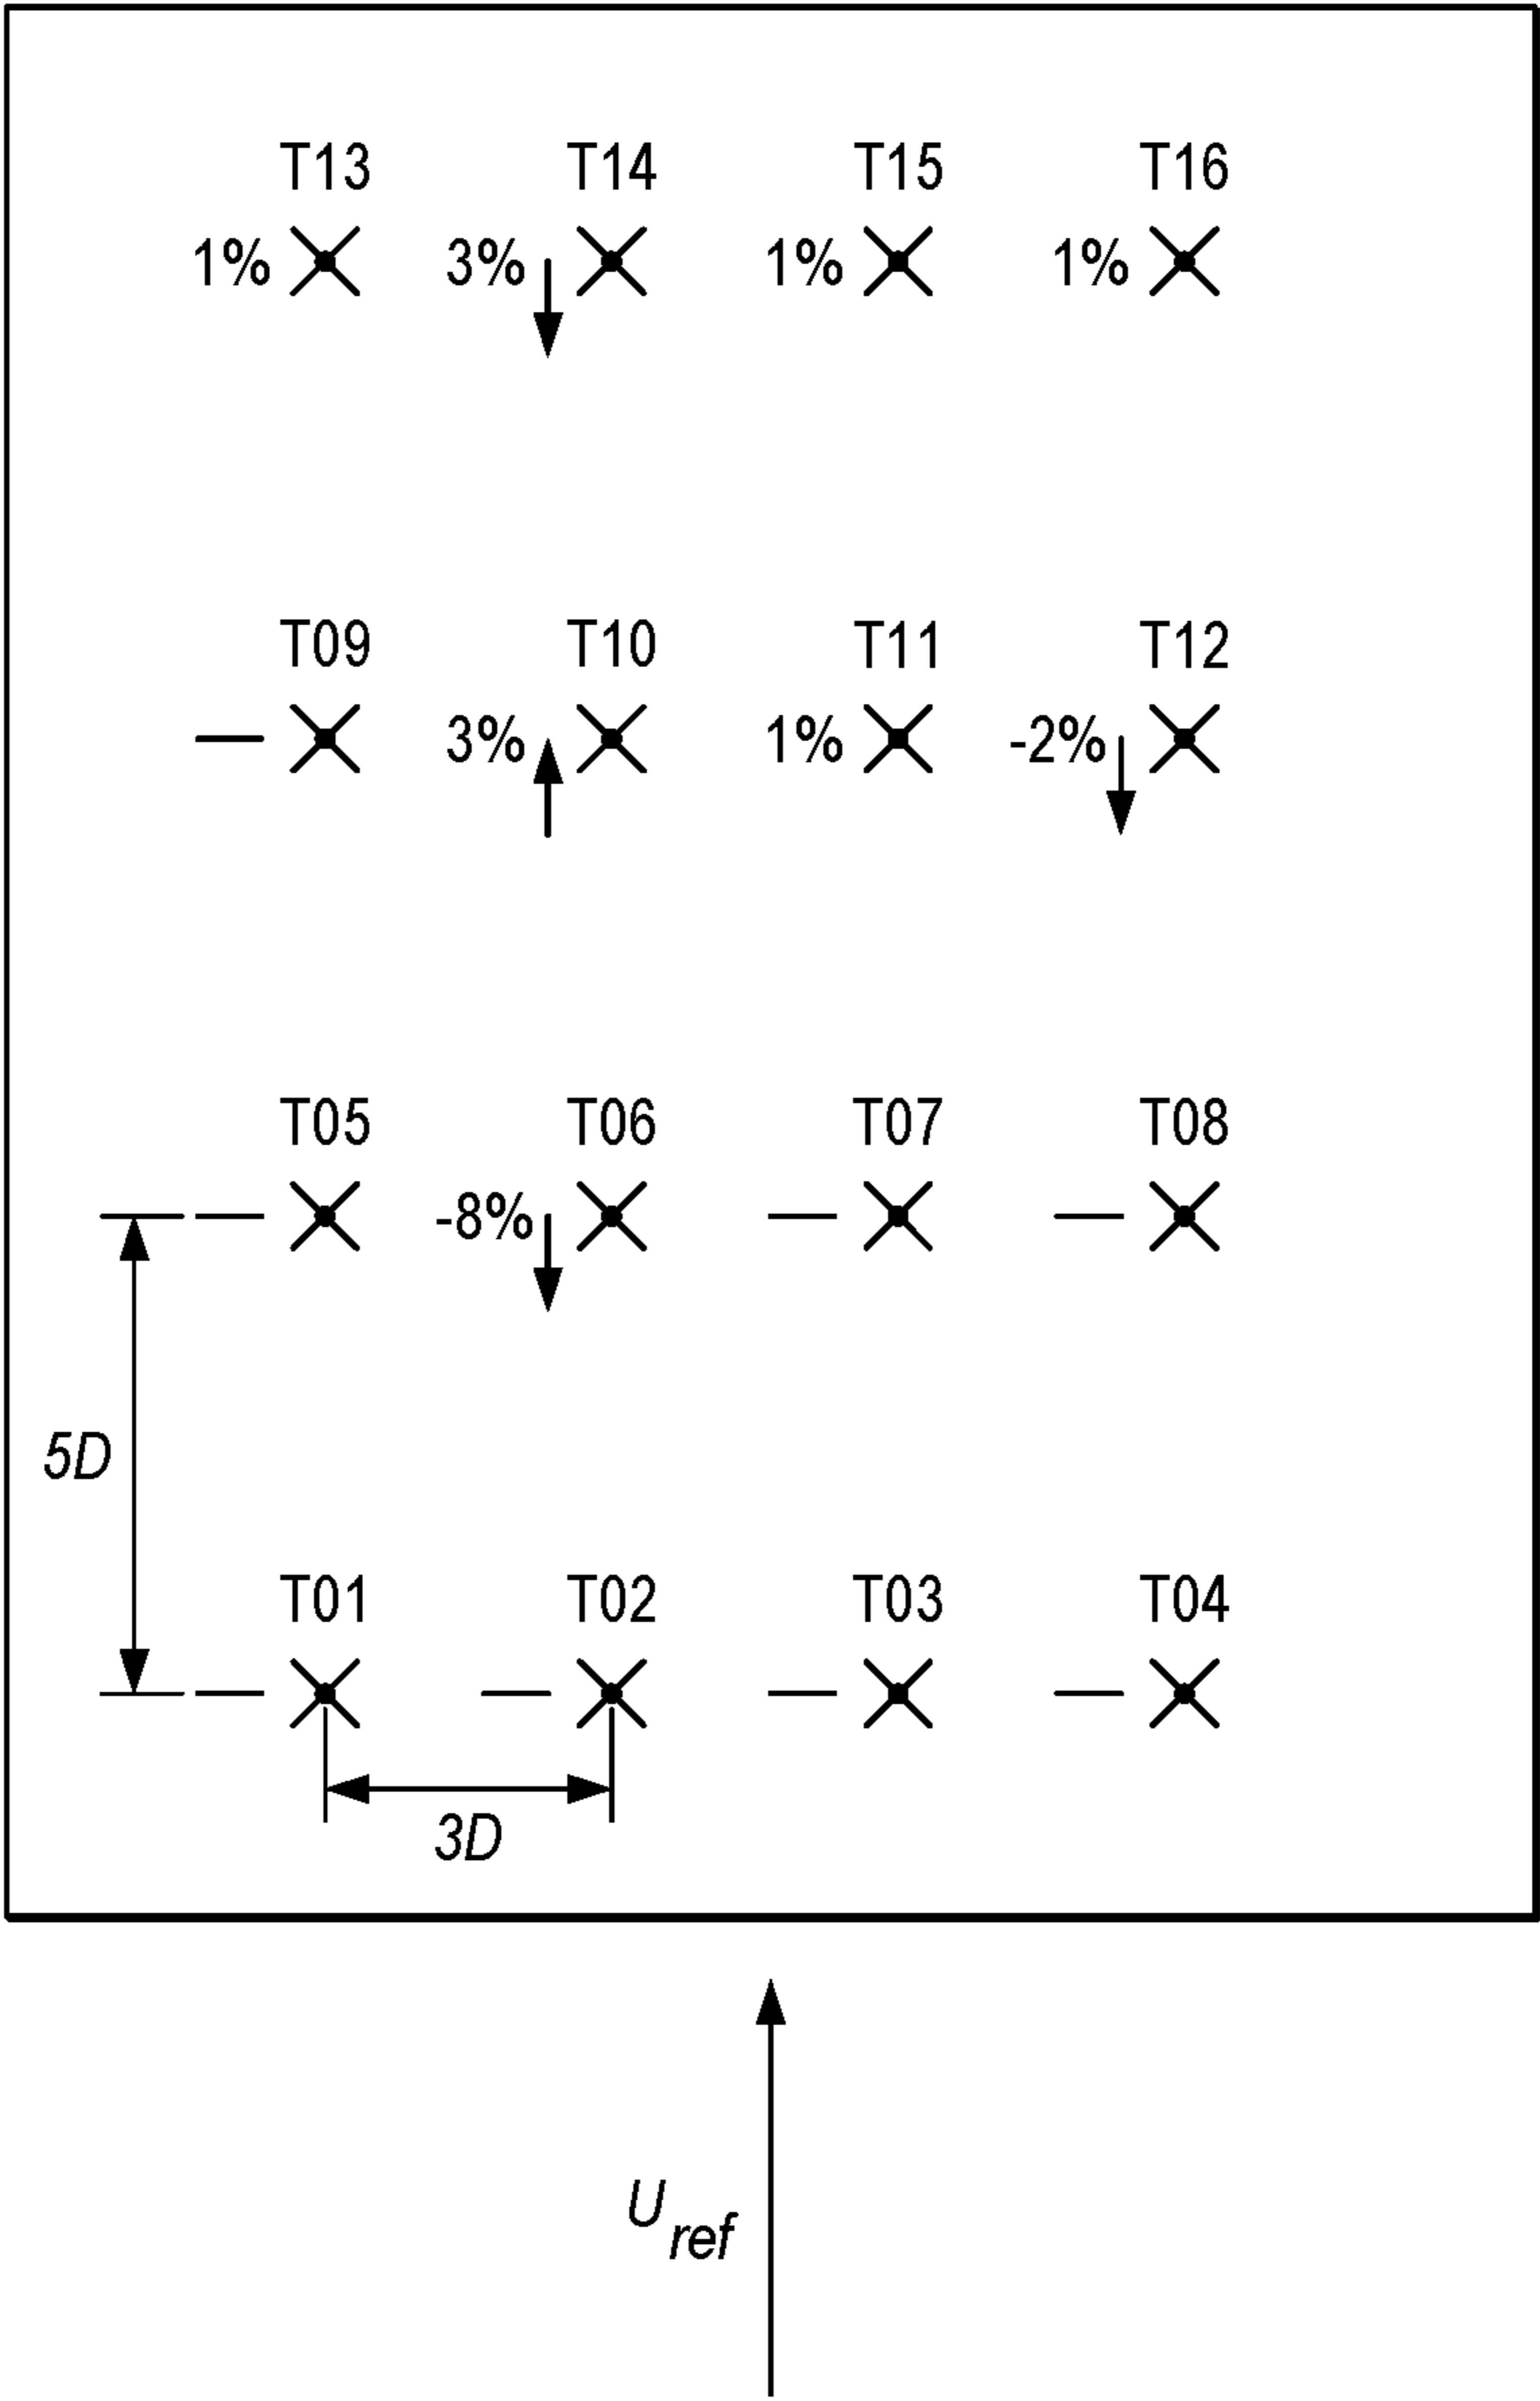 T13 T14 T15 T16
1% 3% 1% 1%
T09 T10 T11 T12
3% 1% -2%
T05 T06 T07 T08
-8%
5D
T01 T02 T03 T04
3D
U ref